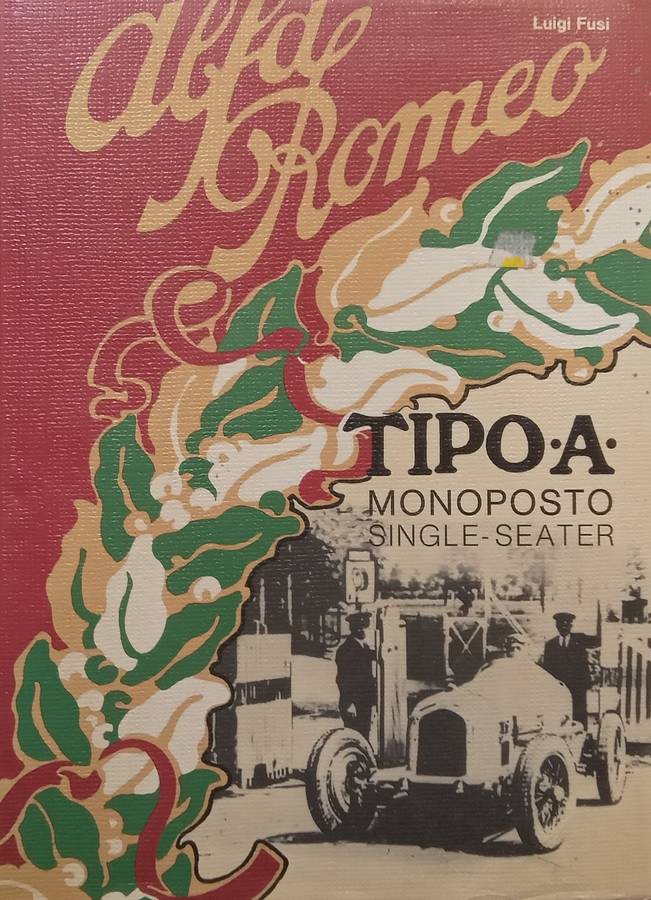 Luigi Fusi
Alfa
Romeo
TIPO·A·
MONOPOSTO
SINGLE-SEATER